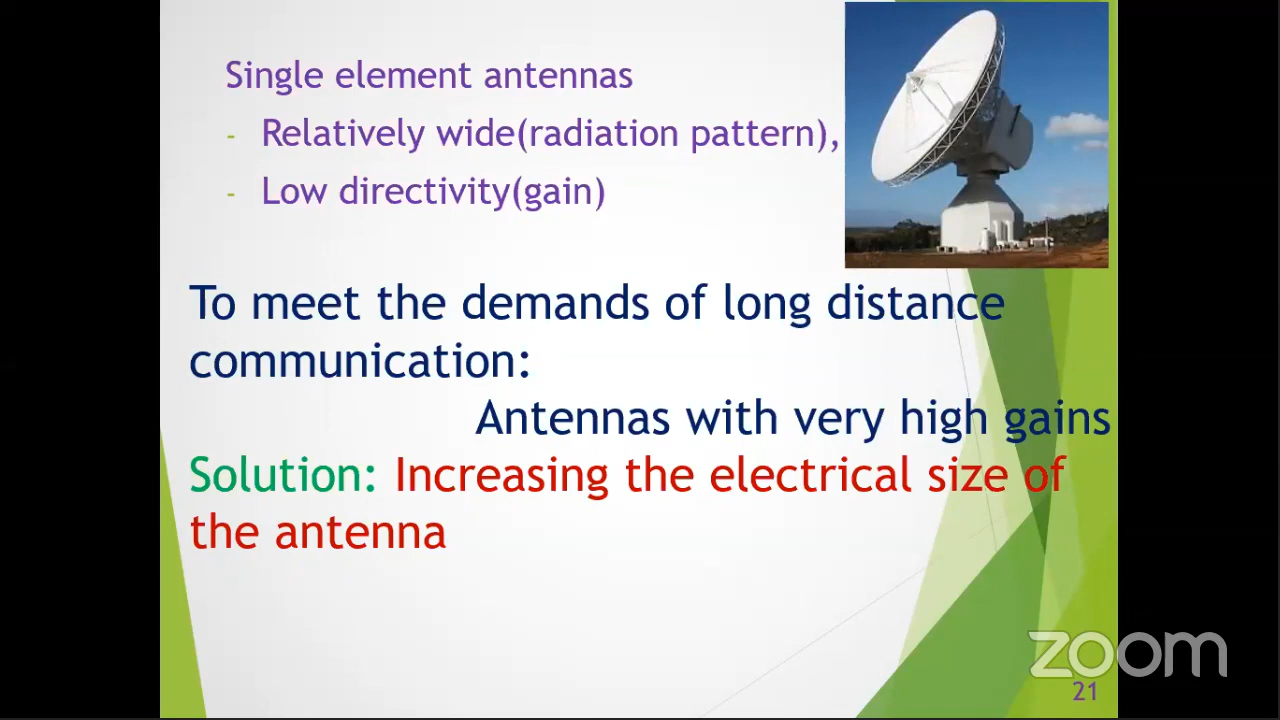 Single element antennas
- Relatively wide(radiation pattern),
- Low directivity(gain)
To meet the demands of long distance
communication:
Antennas with very high gains
Solution: Increasing the electrical size of
the antenna
zoom
21